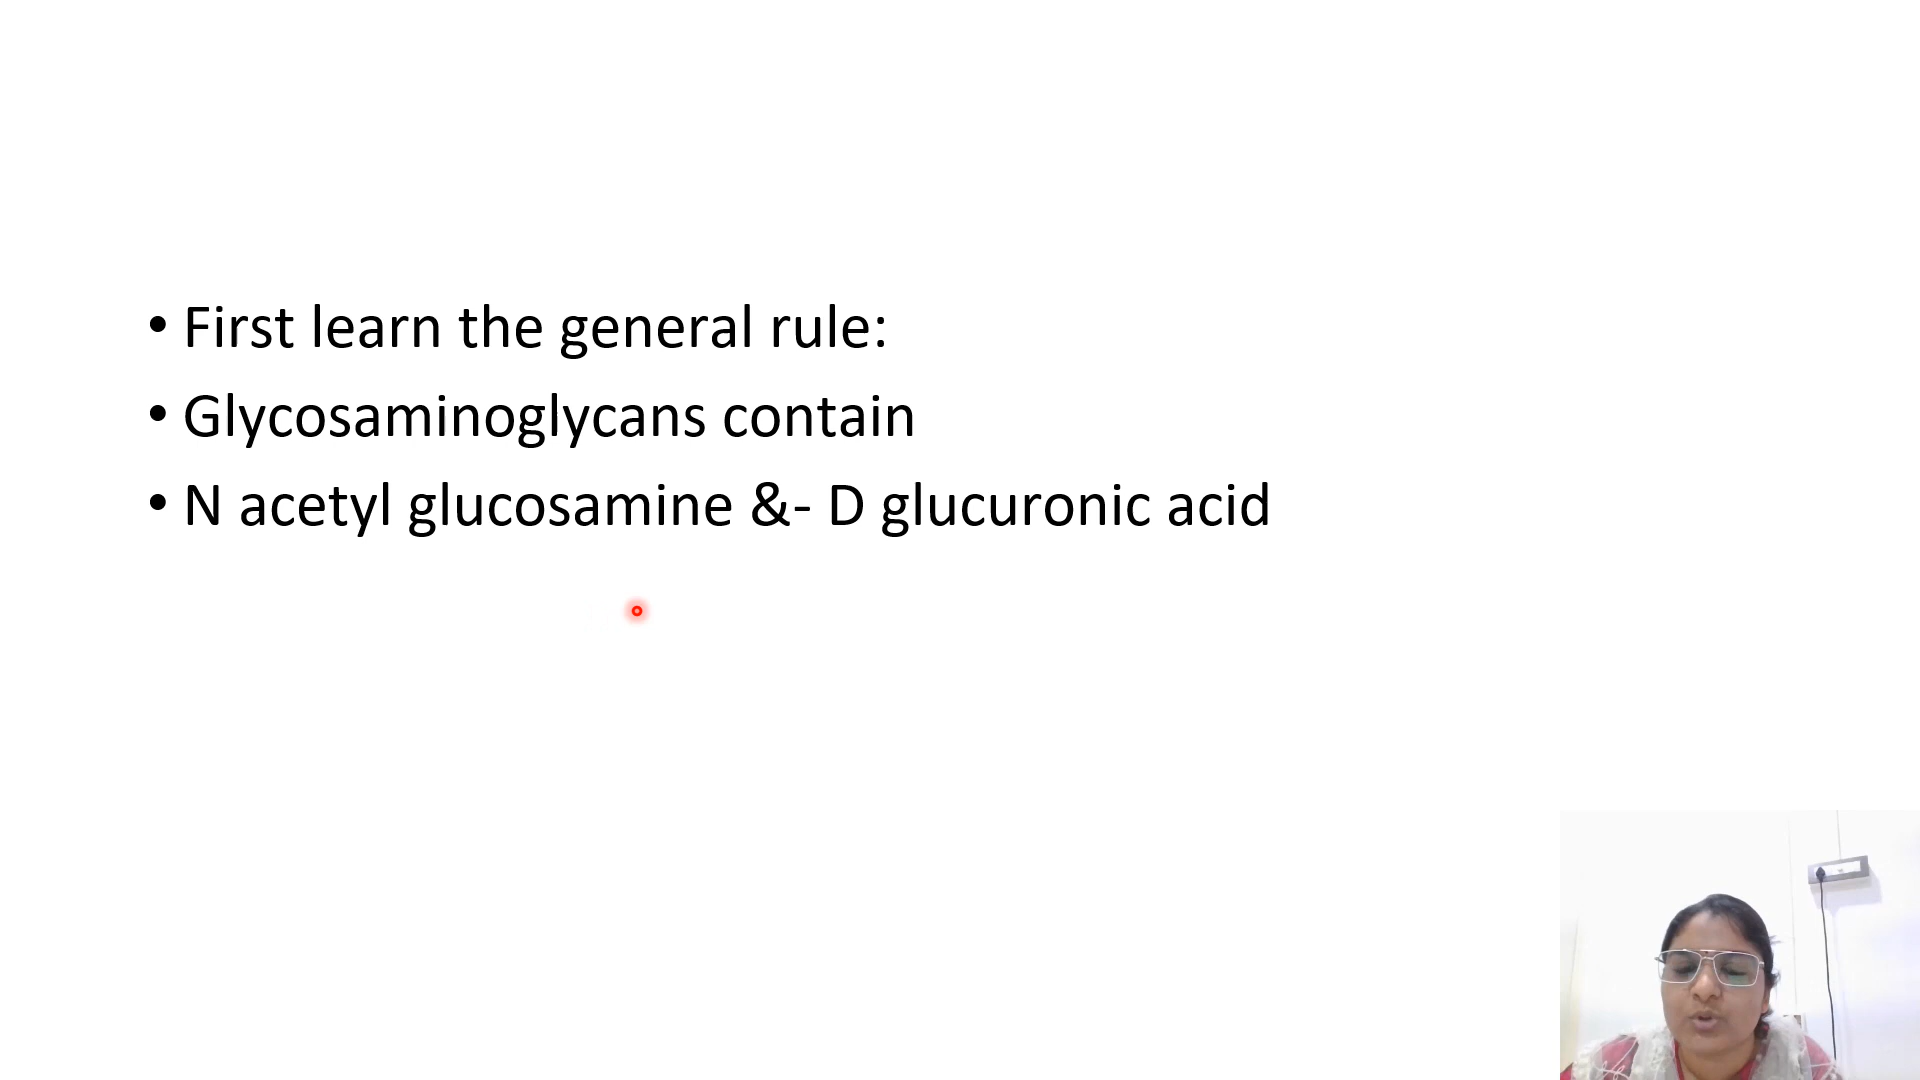 • First learn the general rule:
• Glycosaminoglycans contain
• N acetyl glucosamine &- D glucuronic acid